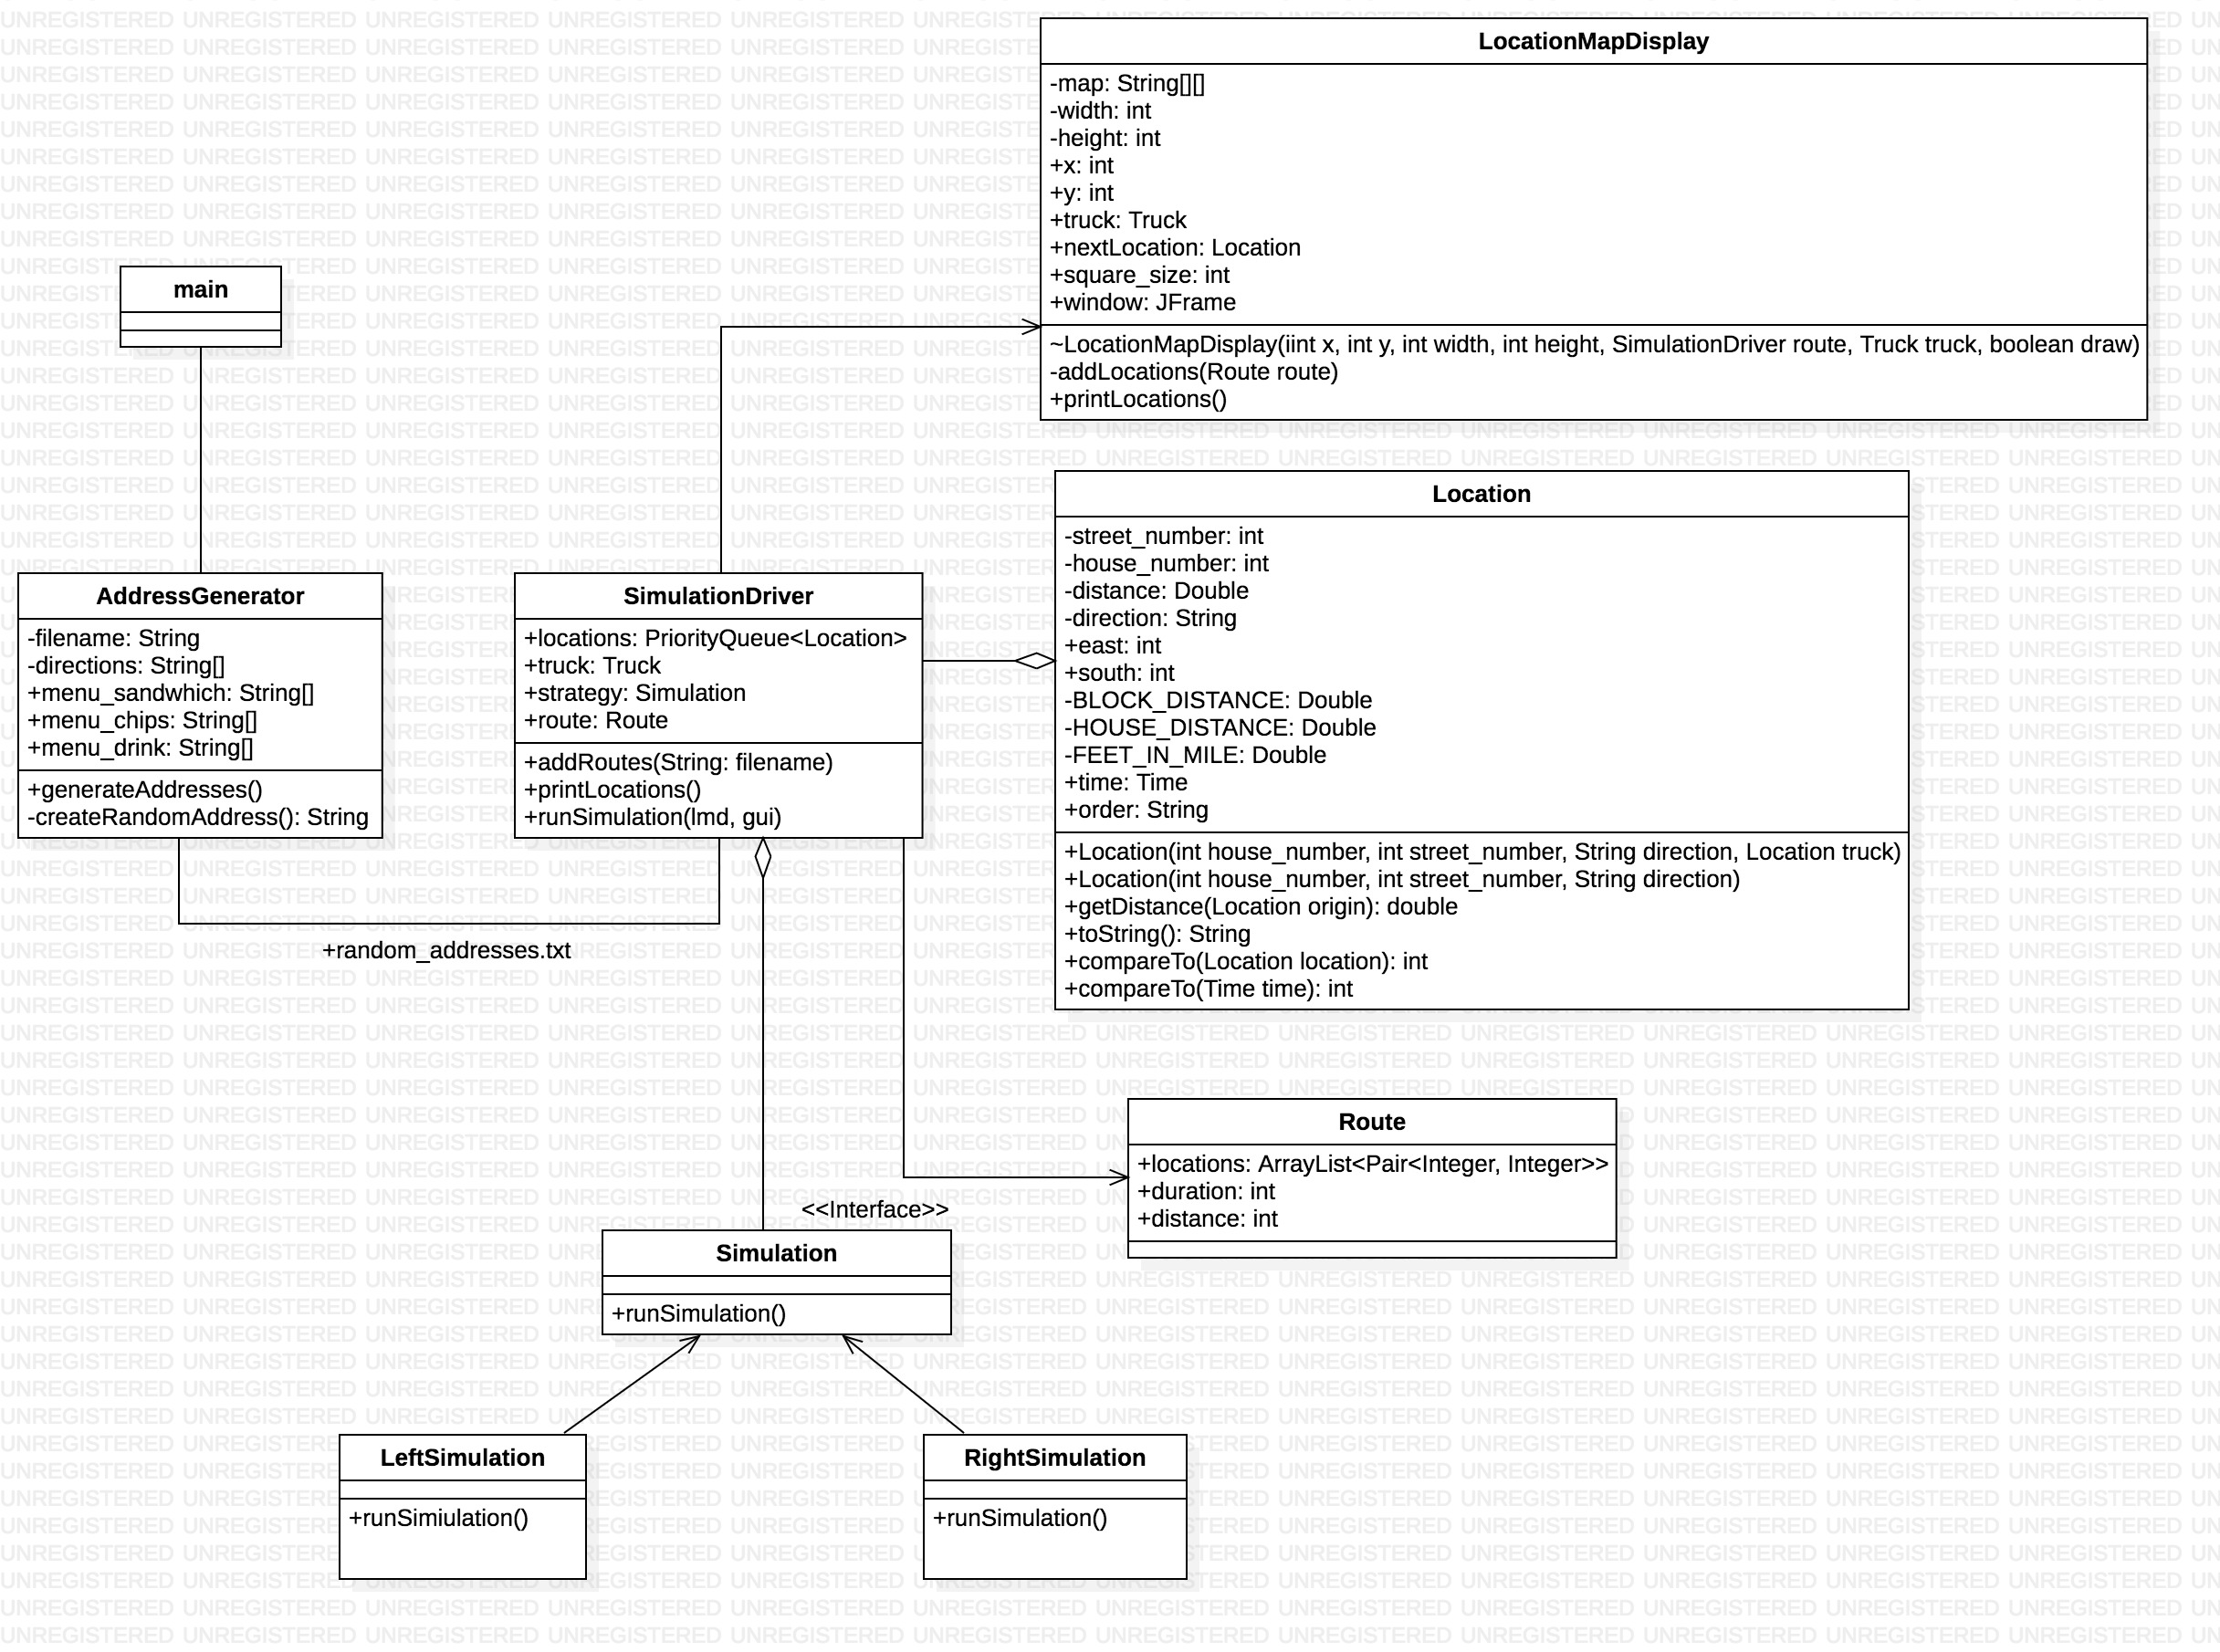 LocationMapDisplay
-map: String[][]
-width: int
-height: int
+x: int
+y: int
+truck: Truck
+nextLocation: Location
+square_size: int
+window: JFrame
~LocationMapDisplay(iint x, int y, int width, int height, SimulationDriver route, Truck truck, boolean draw)
-addLocations(Route route)
+printLocations()
main
Location
-street_number: int
-house_number: int
-distance: Double
-direction: String
+east: int
+south: int
-BLOCK_DISTANCE: Double
-HOUSE_DISTANCE: Double
-FEET_IN_MILE: Double
+time: Time
+order: String
+Location(int house_number, int street_number, String direction, Location truck)
+Location(int house_number, int street_number, String direction)
+getDistance(Location origin): double
+toString(): String
+compareTo(Location location): int
+compareTo(Time time): int
AddressGenerator
-filename: String
-directions: String[]
+menu_sandwhich: String[]
+menu_chips: String[]
+menu_drink: String[]
+generateAddresses()
-createRandomAddress(): String
SimulationDriver
+locations: PriorityQueue<Location>
+truck: Truck
+strategy: Simulation
+route: Route
+addRoutes(String: filename)
+printLocations()
+runSimulation(lmd, gui)
+random_addresses.txt
Route
+locations: ArrayList<Pair<Integer, Integer>>
+duration: int
+distance: int
<<Interface>>
Simulation
+runSimulation()
LeftSimulation
+runSimiulation()
RightSimulation
+runSimulation()
UNREGISTERED